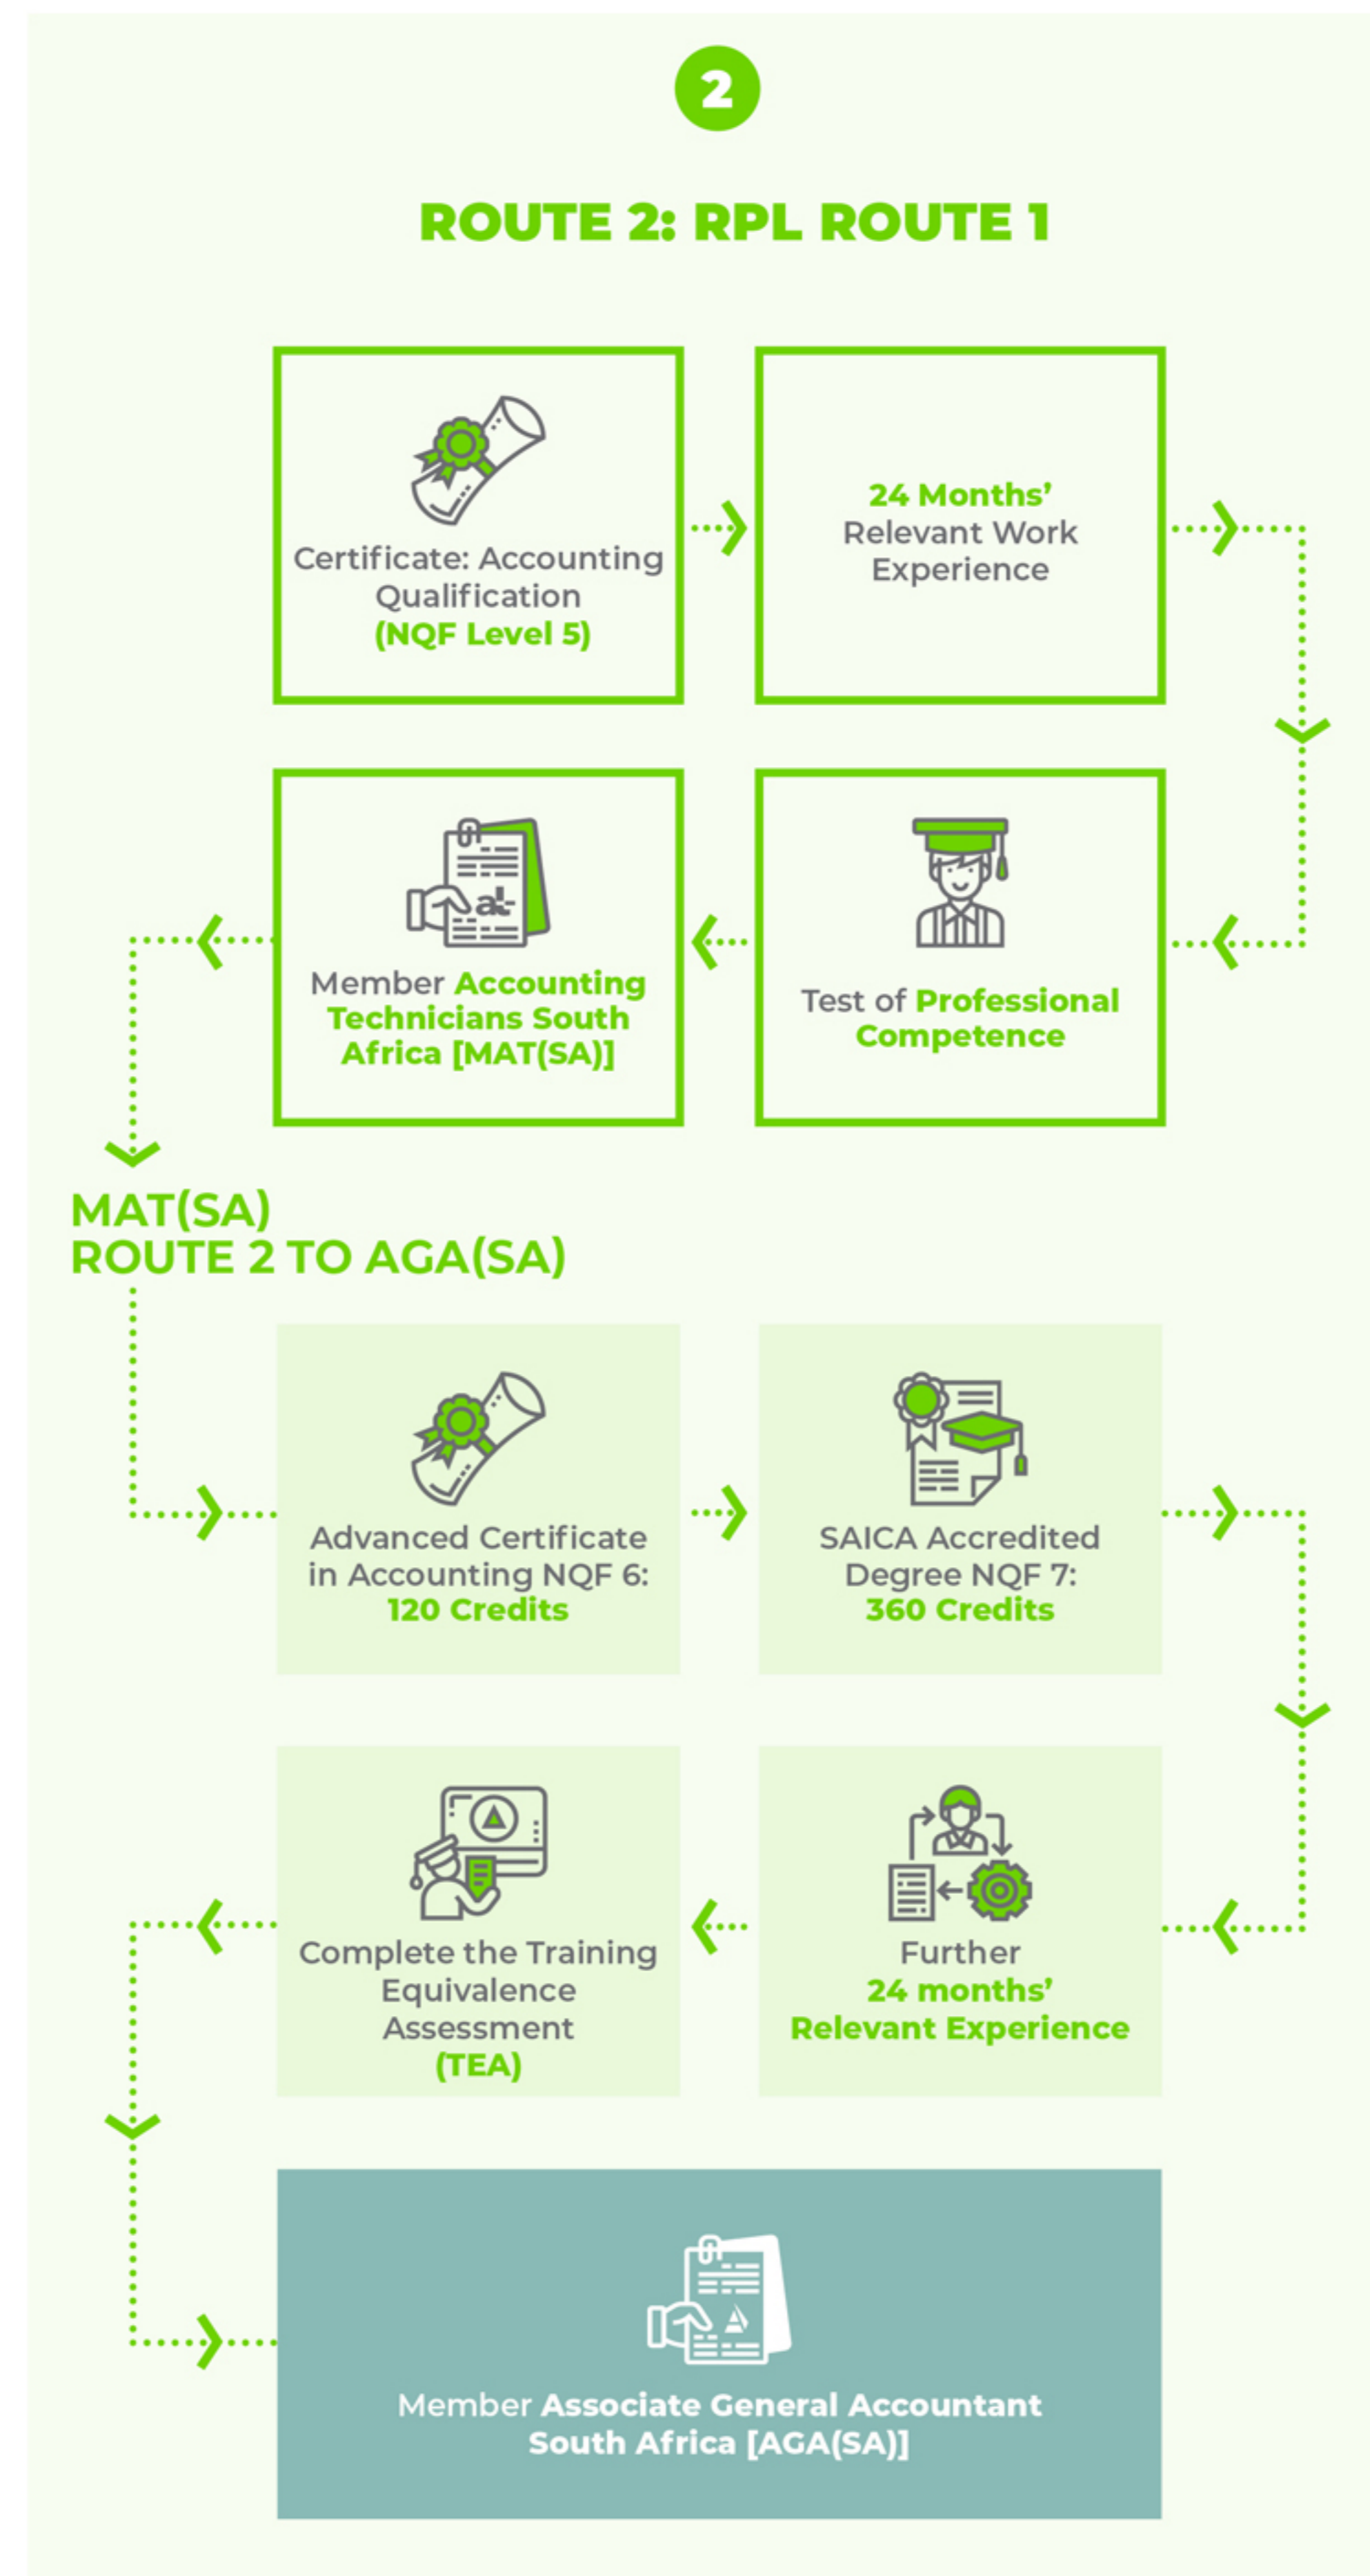 2
ROUTE 2: RPL ROUTE 1
Certificate: Accounting
Qualification
(NQF Level 5)
24 Months’
Relevant Work
Experience
Member Accounting
Technicians South
Africa [MAT(SA)]
at
Test of Professional
Competence
MAT(SA)
ROUTE 2 TO AGA(SA)
Advanced Certificate
in Accounting NQF 6:
120 Credits
SAICA Accredited
Degree NQF 7:
360 Credits
Complete the Training
Equivalence
Assessment
(TEA)
Further
24 months’
Relevant Experience
Member Associate General Accountant
South Africa [AGA(SA)]